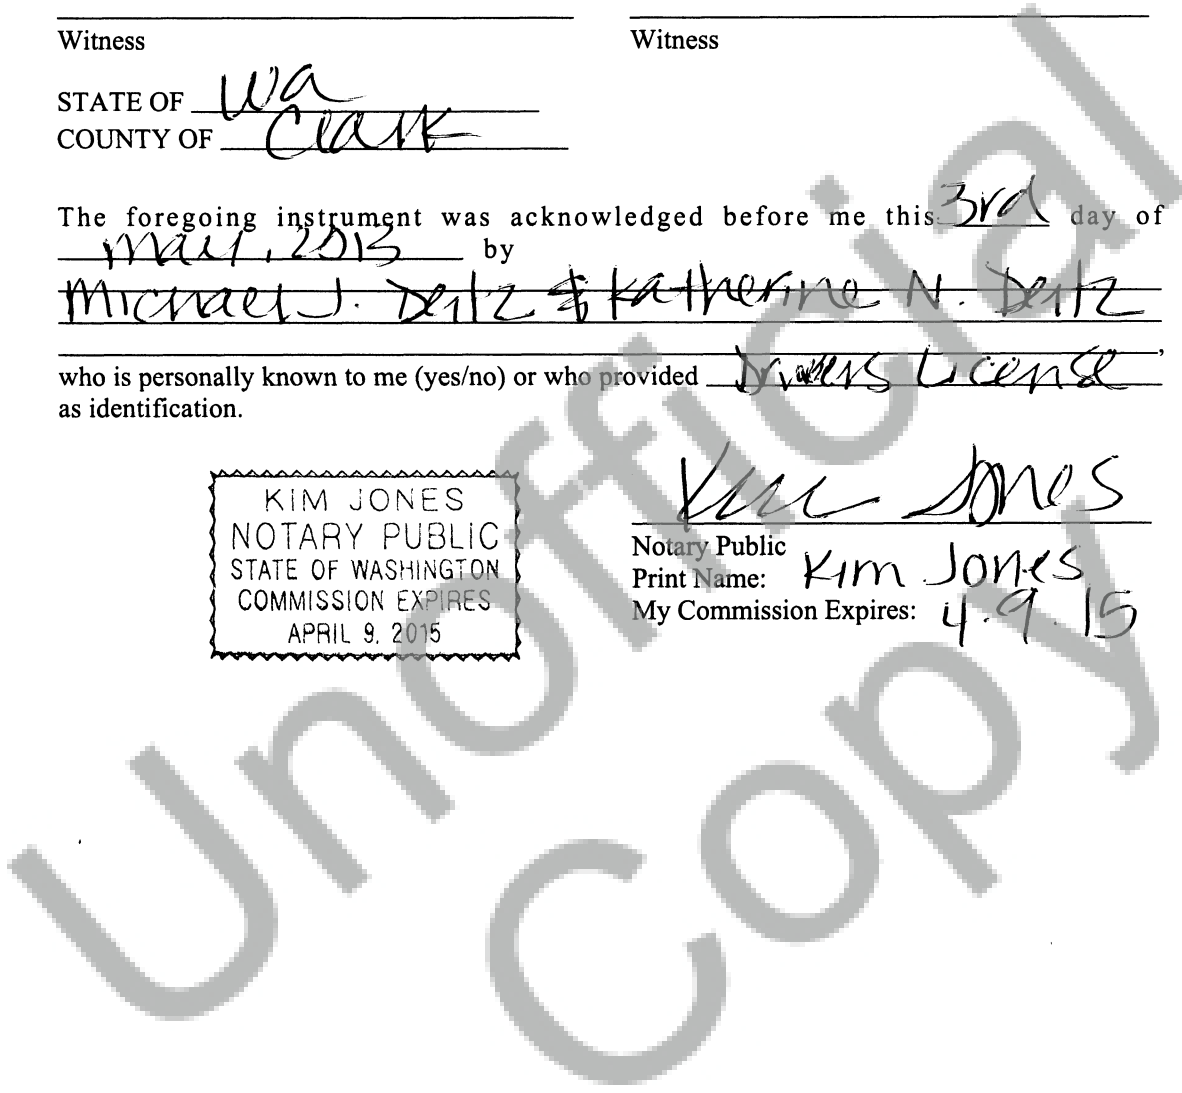 Witness Witness
STATE OF Wa
COUNTY OF Clark
The foregoing instrument was acknowledged before me this 3rd day of
May, 2013 by
Michael J. Deitz & Katherine N. Deitz
who is personally known to me (yes/no) or who provided Drivers License,
as identification.
KIM JONES
NOTARY PUBLIC
STATE OF WASHINGTON
COMMISSION EXPIRES
APRIL 9, 2015
Kim Jones
Notary Public
Print Name: Kim Jones
My Commission Expires: 4.9.15
Unofficial
Copy